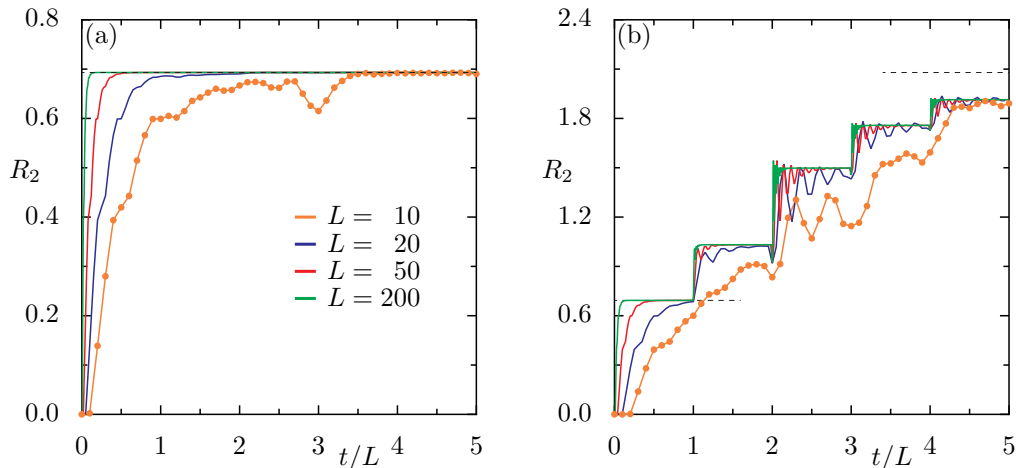 (a)
0.8
0.6
R₂
0.4
0.2
0.0
0 1 2 3 4 5
t/L
L = 10
L = 20
L = 50
L = 200
(b)
2.4
1.8
R₂
1.2
0.6
0.0
0 1 2 3 4 5
t/L